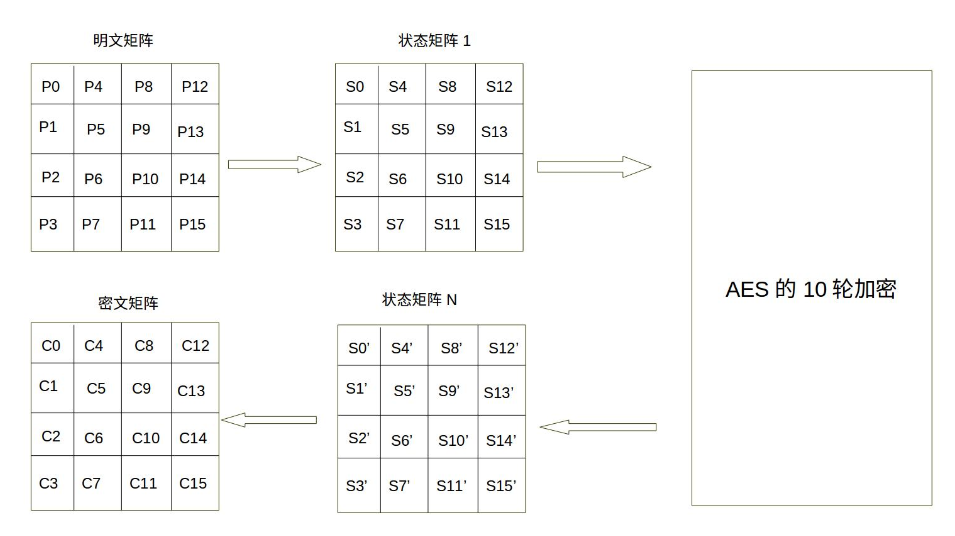 明文矩阵
P0 P4 P8 P12
P1 P5 P9 P13
P2 P6 P10 P14
P3 P7 P11 P15
状态矩阵 1
S0 S4 S8 S12
S1 S5 S9 S13
S2 S6 S10 S14
S3 S7 S11 S15
AES 的 10 轮加密
状态矩阵 N
S0’ S4’ S8’ S12’
S1’ S5’ S9’ S13’
S2’ S6’ S10’ S14’
S3’ S7’ S11’ S15’
密文矩阵
C0 C4 C8 C12
C1 C5 C9 C13
C2 C6 C10 C14
C3 C7 C11 C15